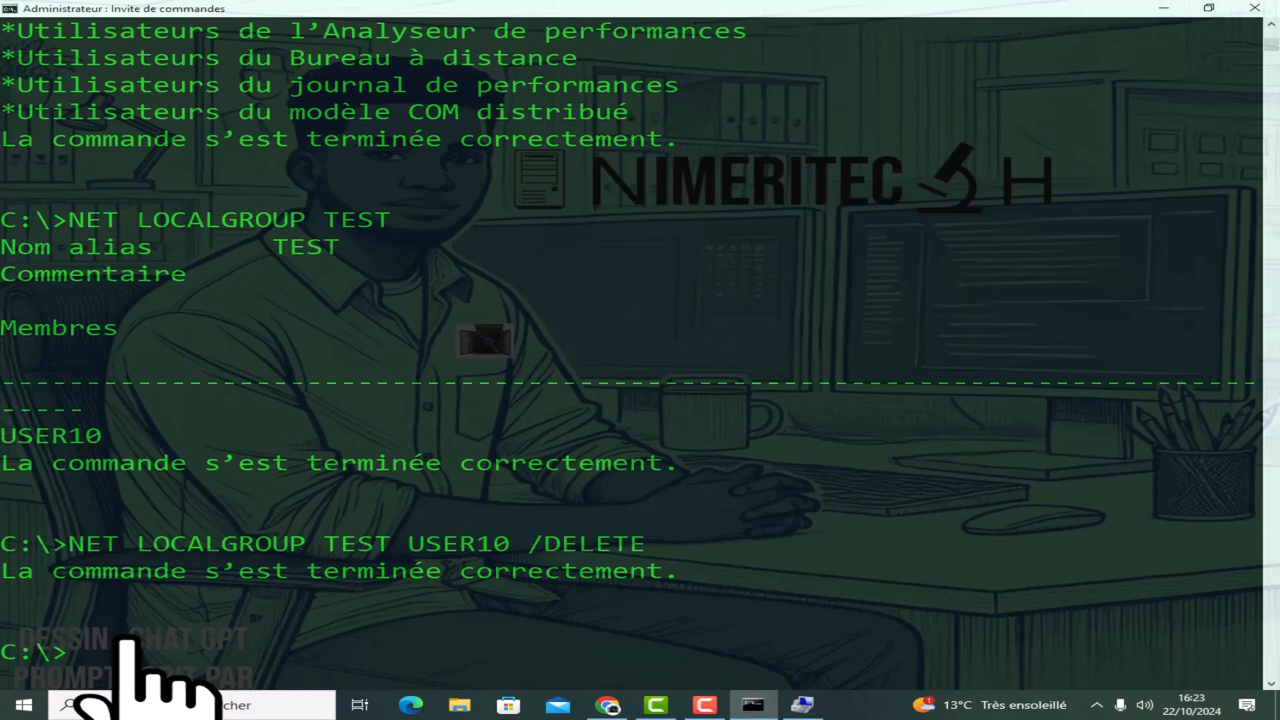 Administrateur : Invite de commandes
*Utilisateurs de l’Analyseur de performances
*Utilisateurs du Bureau à distance
*Utilisateurs du journal de performances
*Utilisateurs du modèle COM distribué
La commande s’est terminée correctement.
NIMERITEC H
C:\>NET LOCALGROUP TEST
Nom alias TEST
Commentaire
Membres
-------------------------------------------------------------------------------
USER10
La commande s’est terminée correctement.
C:\>NET LOCALGROUP TEST USER10 /DELETE
La commande s’est terminée correctement.
DESSIN CHAT GPT
C:\>
PAR
cher
13°C Très ensoleillé
16:23
22/10/2024